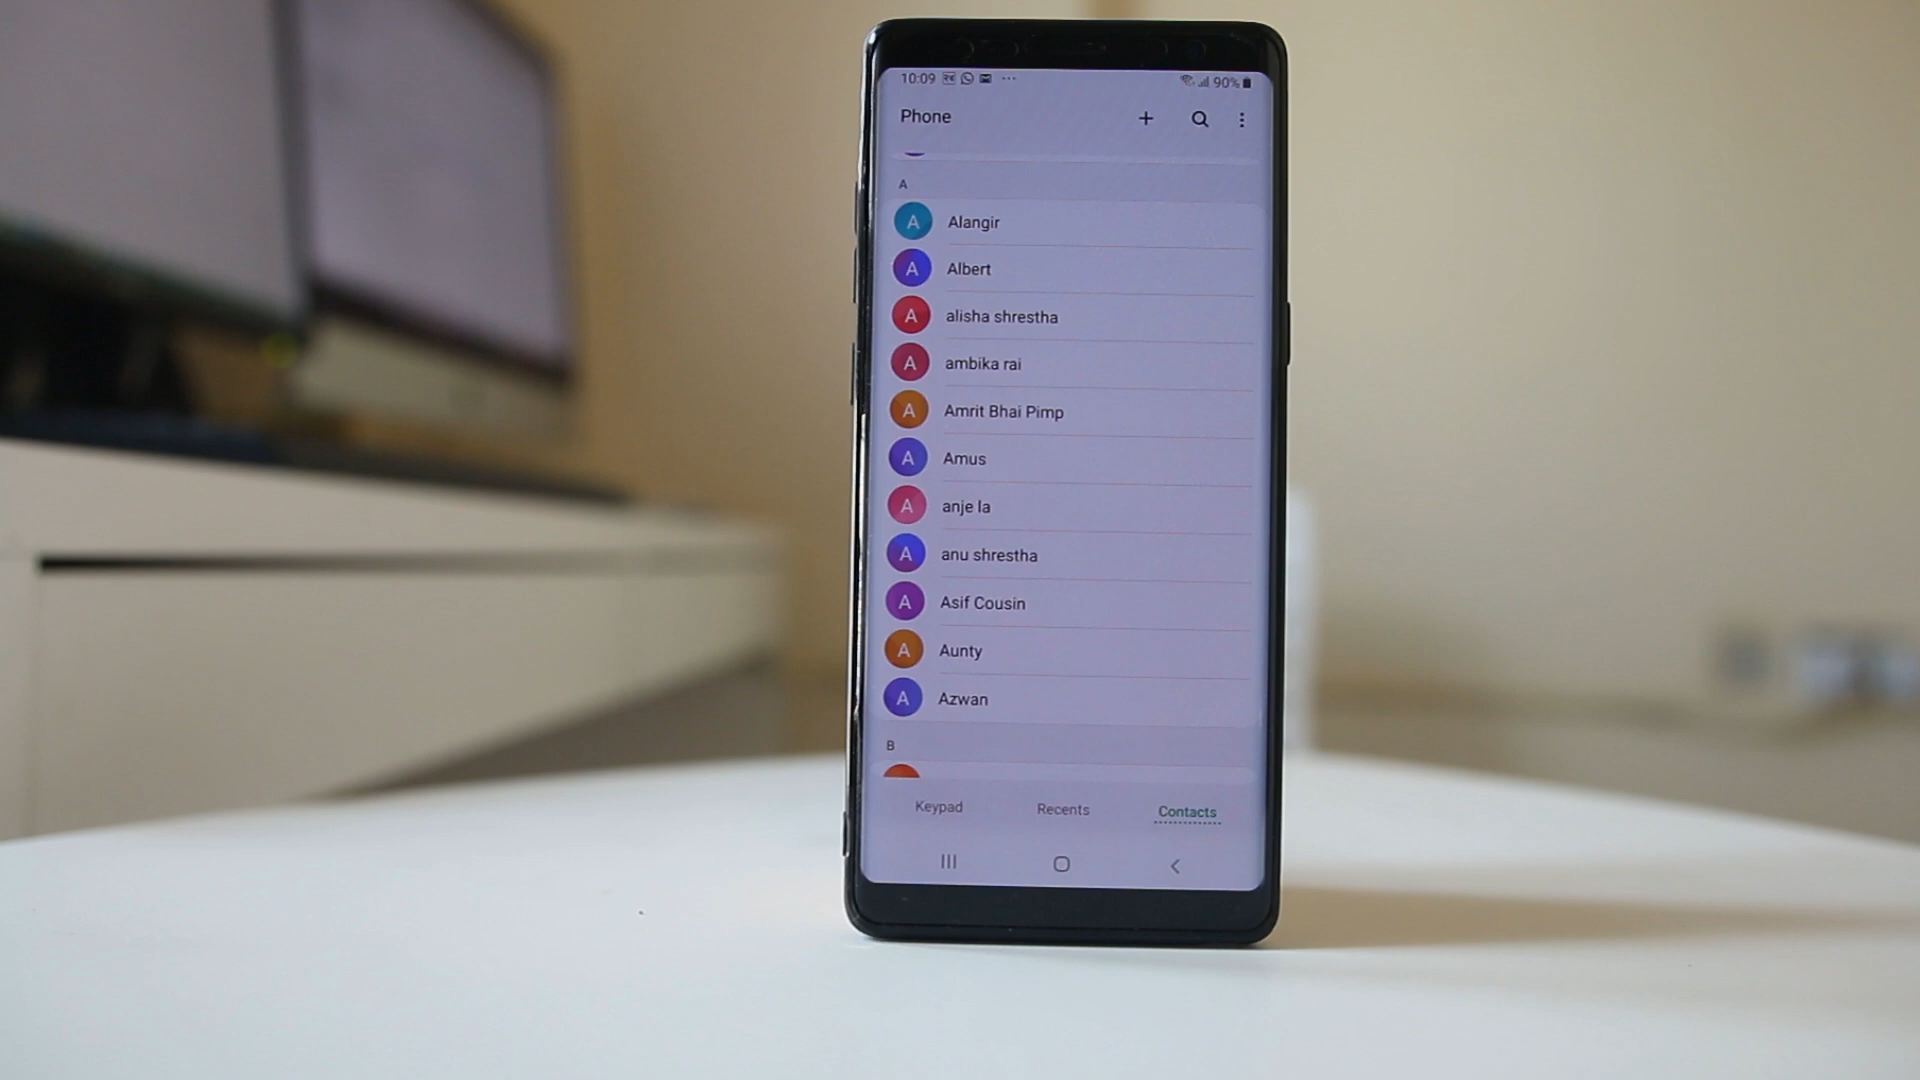 10:09 90%
Phone
A
A Alangir
A Albert
A alisha shrestha
A ambika rai
A Amrit Bhai Pimp
A Amus
A anje la
A anu shrestha
A Asif Cousin
A Aunty
A Azwan
B
Keypad Recents Contacts